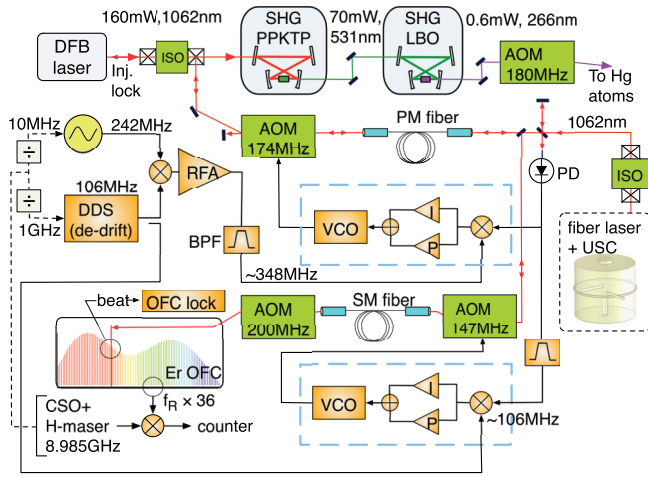 160mW,1062nm
DFB
laser
Inj.
lock
ISO
SHG
PPKTP
70mW,
531nm
SHG
LBO
0.6mW, 266nm
AOM
180MHz
To Hg
atoms
10MHz
242MHz
÷
÷
106MHz
DDS
(de-drift)
1GHz
RFA
BPF
AOM
174MHz
PM fiber
1062nm
PD
ISO
VCO
I
P
~348MHz
fiber laser
+ USC
beat
OFC lock
AOM
200MHz
SM fiber
AOM
147MHz
Er OFC
fR × 36
CSO+
H-maser
8.985GHz
counter
VCO
I
P
~106MHz